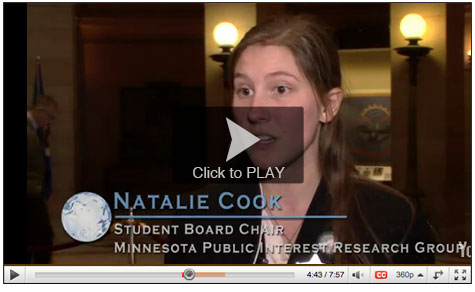 Click to PLAY
NATALIE COOK
STUDENT BOARD CHAIR
MINNESOTA PUBLIC INTEREST RESEARCH GROUP
Yo
4:43 / 7:57
CC
360p